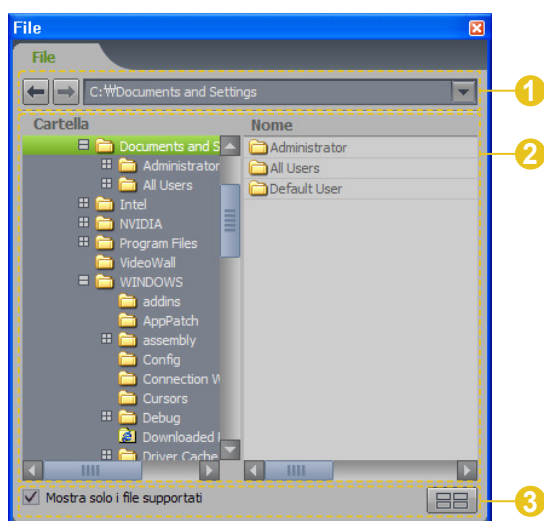 File
File
C:₩Documents and Settings
1
Cartella
Nome
2
Documents and S
Administrator
All Users
Intel
NVIDIA
Program Files
VideoWall
WINDOWS
addins
AppPatch
assembly
Config
Connection W
Cursors
Debug
Downloaded
Driver Cache
Administrator
All Users
Default User
Mostra solo i file supportati
3